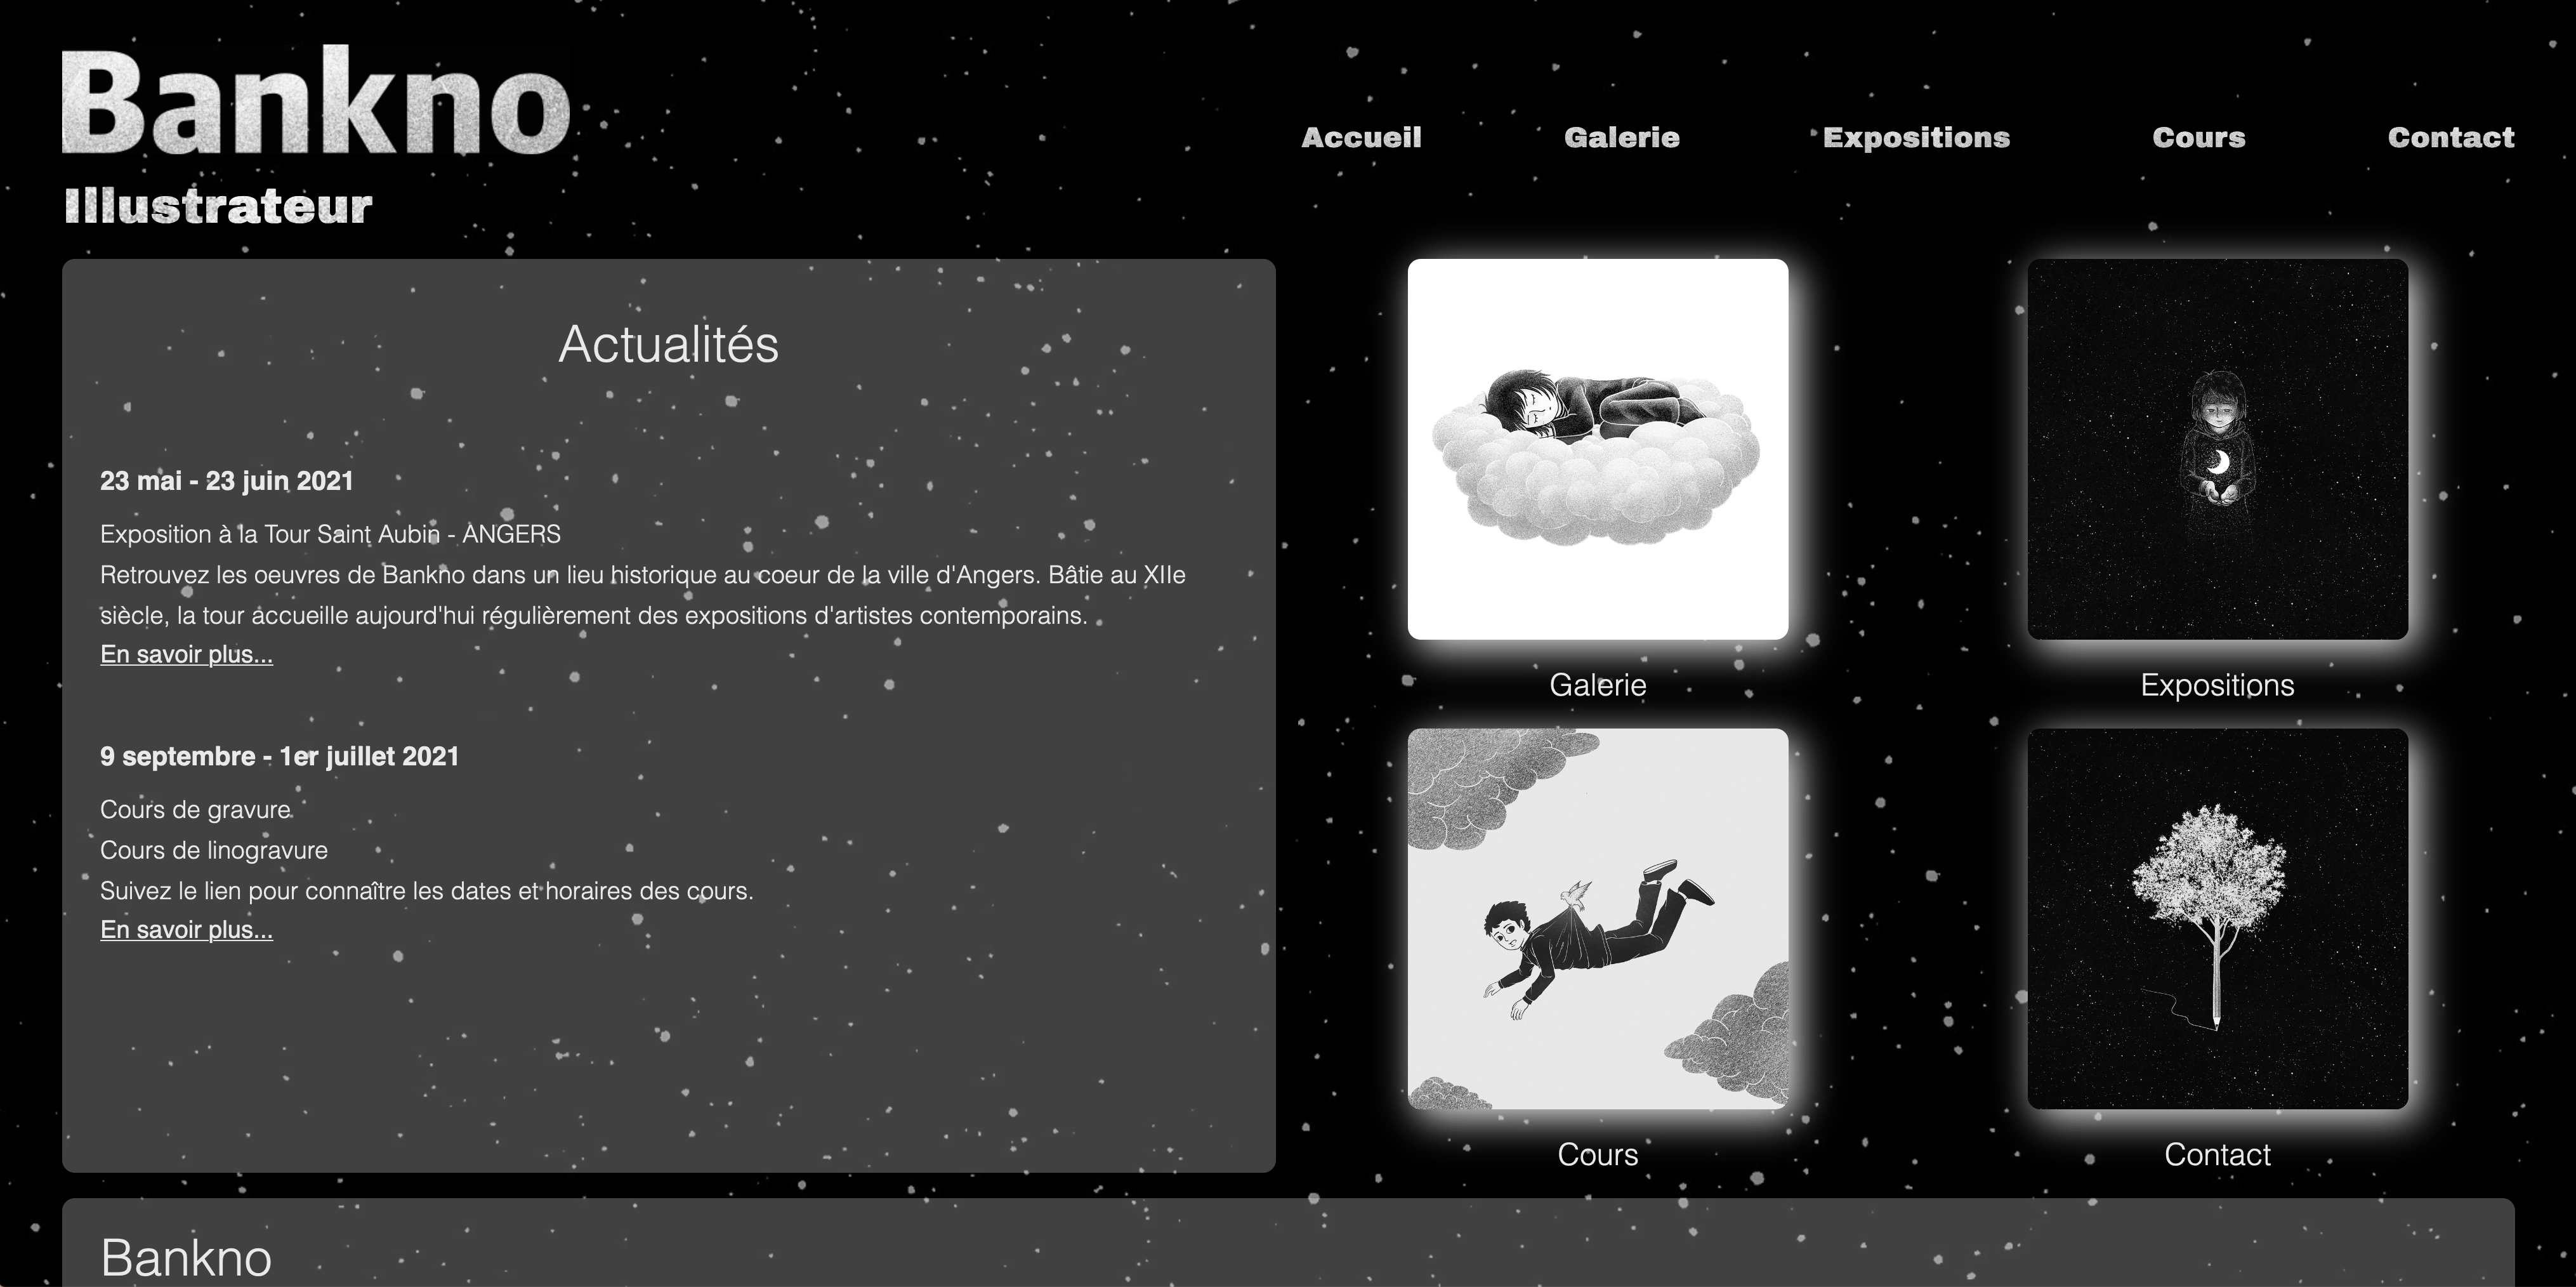 Bankno
Illustrateur
Accueil
Galerie
Expositions
Cours
Contact
Actualités
23 mai - 23 juin 2021
Exposition à la Tour Saint Aubin - ANGERS
Retrouvez les oeuvres de Bankno dans un lieu historique au coeur de la ville d'Angers. Bâtie au XIIe
siècle, la tour accueille aujourd'hui régulièrement des expositions d'artistes contemporains.
En savoir plus...
9 septembre - 1er juillet 2021
Cours de gravure
Cours de linogravure
Suivez le lien pour connaître les dates et horaires des cours.
En savoir plus...
Galerie
Expositions
Cours
Contact
Bankno